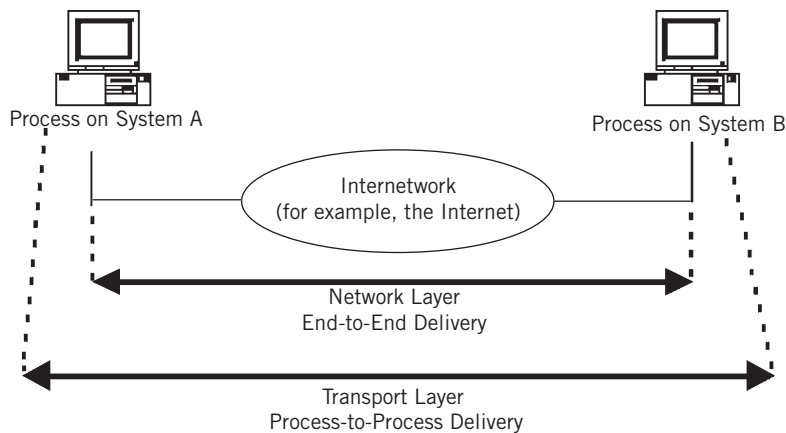 Process on System A
Process on System B
Internetwork
(for example, the Internet)
Network Layer
End-to-End Delivery
Transport Layer
Process-to-Process Delivery